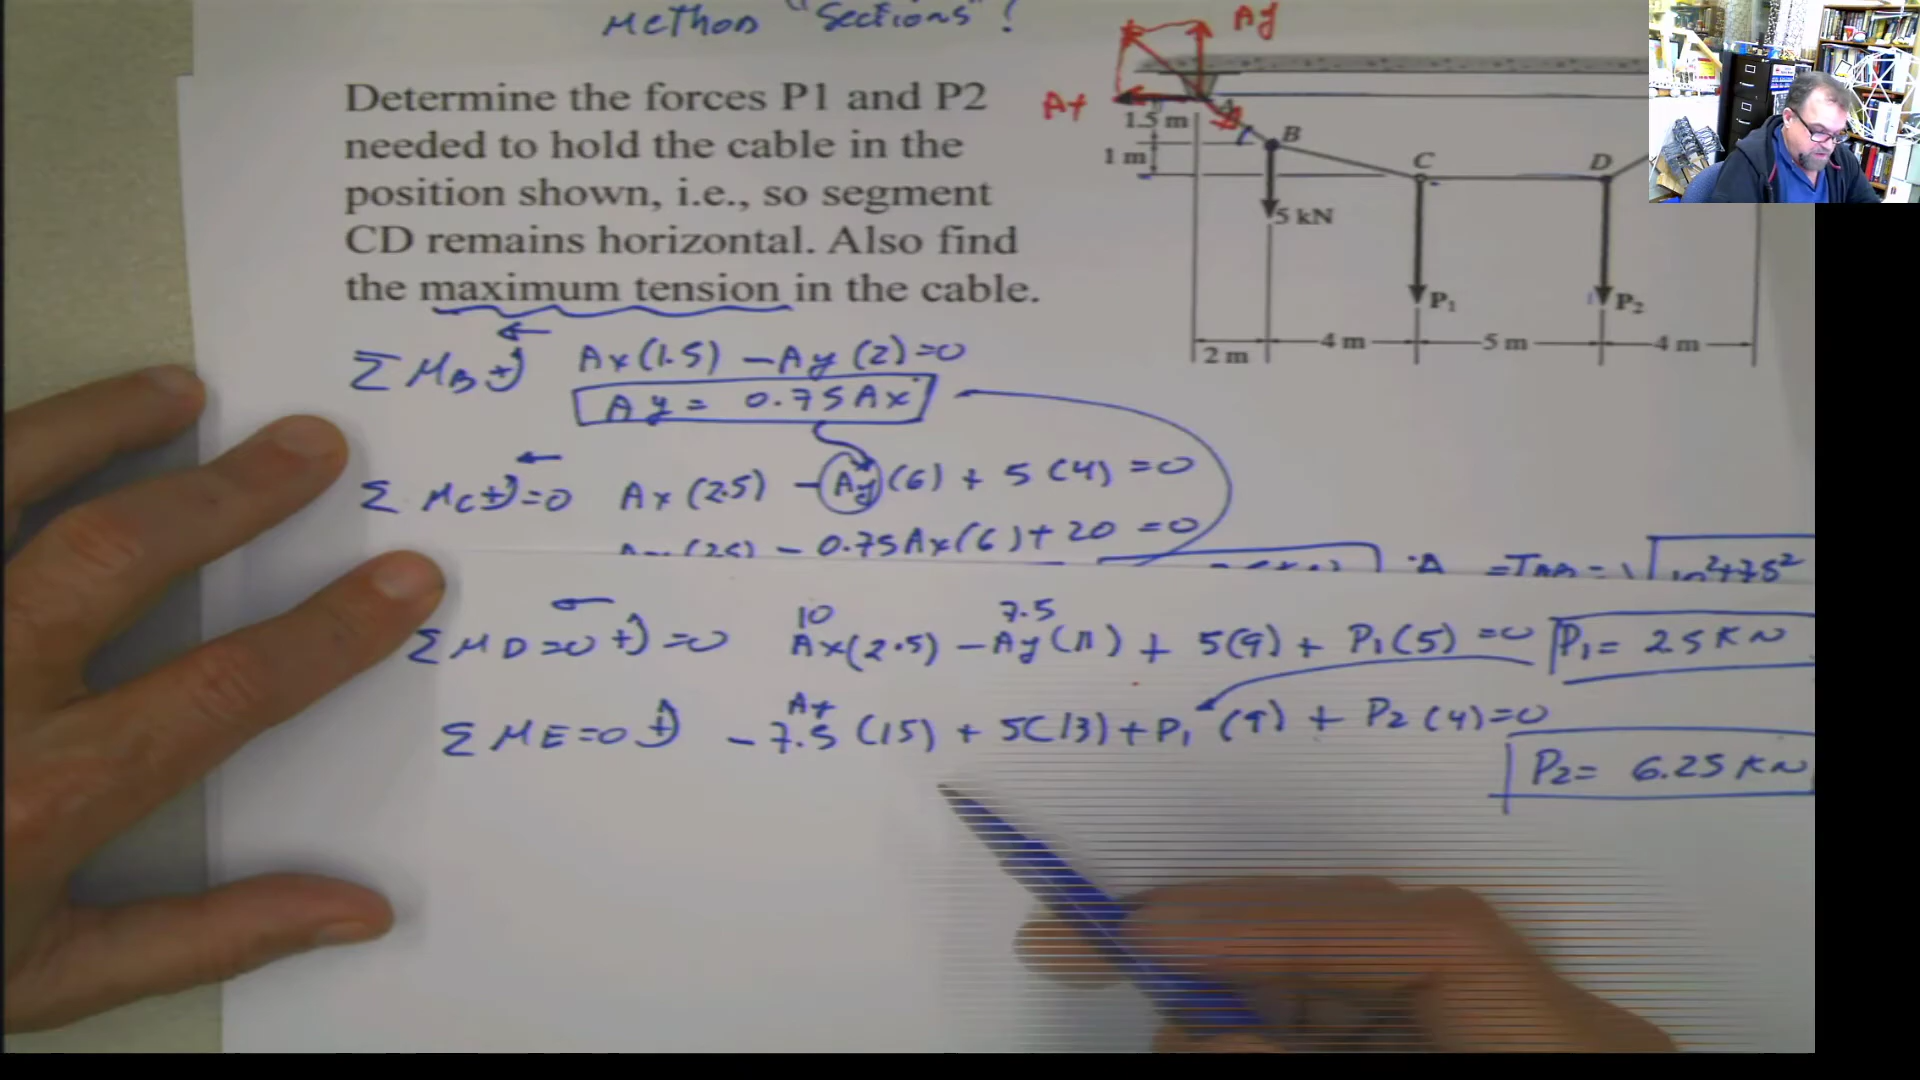 Method "Sections" !
Determine the forces P1 and P2
needed to hold the cable in the
position shown, i.e., so segment
CD remains horizontal. Also find
the maximum tension in the cable.
Ay
Ax
A
1.5 m
1 m
B
C
D
5 kN
P₁
P₂
2 m
4 m
5 m
4 m
ΣMB+ Ax(1.5) - Ay(2)=0
Ay = 0.75Ax
ΣMC+=0 Ax(2.5) - Ay(6) + 5(4) =0
- 0.75Ax(6)+20 =0
10 7.5
ΣMD=0+=0 Ax(2.5) - Ay(11) + 5(9) + P₁(5) =0 P₁= 2.5KN
Ay
ΣME=0+ - 7.5(15) + 5(13)+P₁(9) + P2(4)=0
P2= 6.25KN